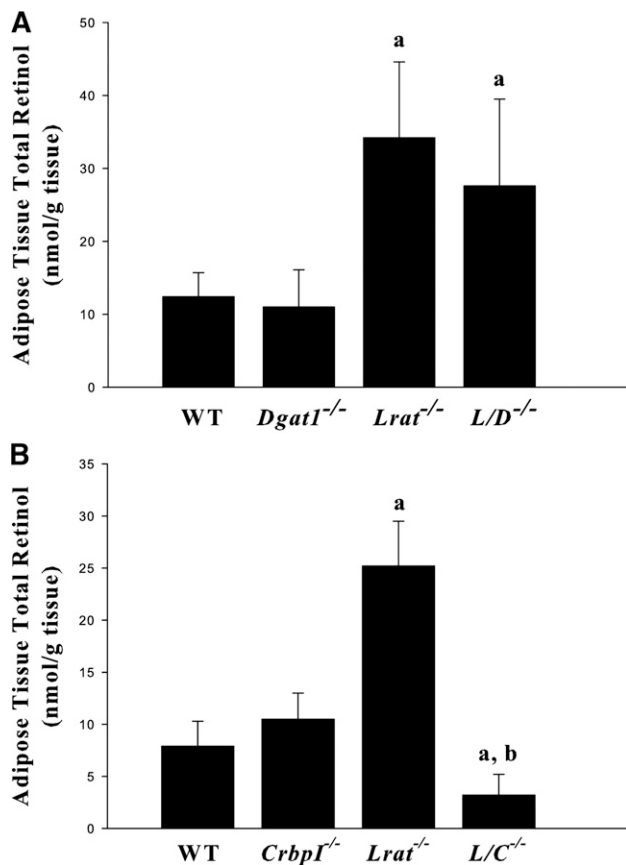 A
Adipose Tissue Total Retinol
(nmol/g tissue)
50
40
30
20
10
0
a
a
WT
Dgat1-/-
Lrat-/-
L/D-/-
B
Adipose Tissue Total Retinol
(nmol/g tissue)
35
30
25
20
15
10
5
0
a
a, b
WT
CrbpI-/-
Lrat-/-
L/C-/-